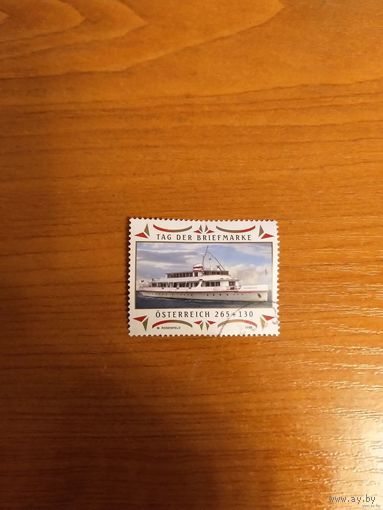 TAG DER BRIEFMARKE
ÖSTERREICH 265+130
www.ay.by